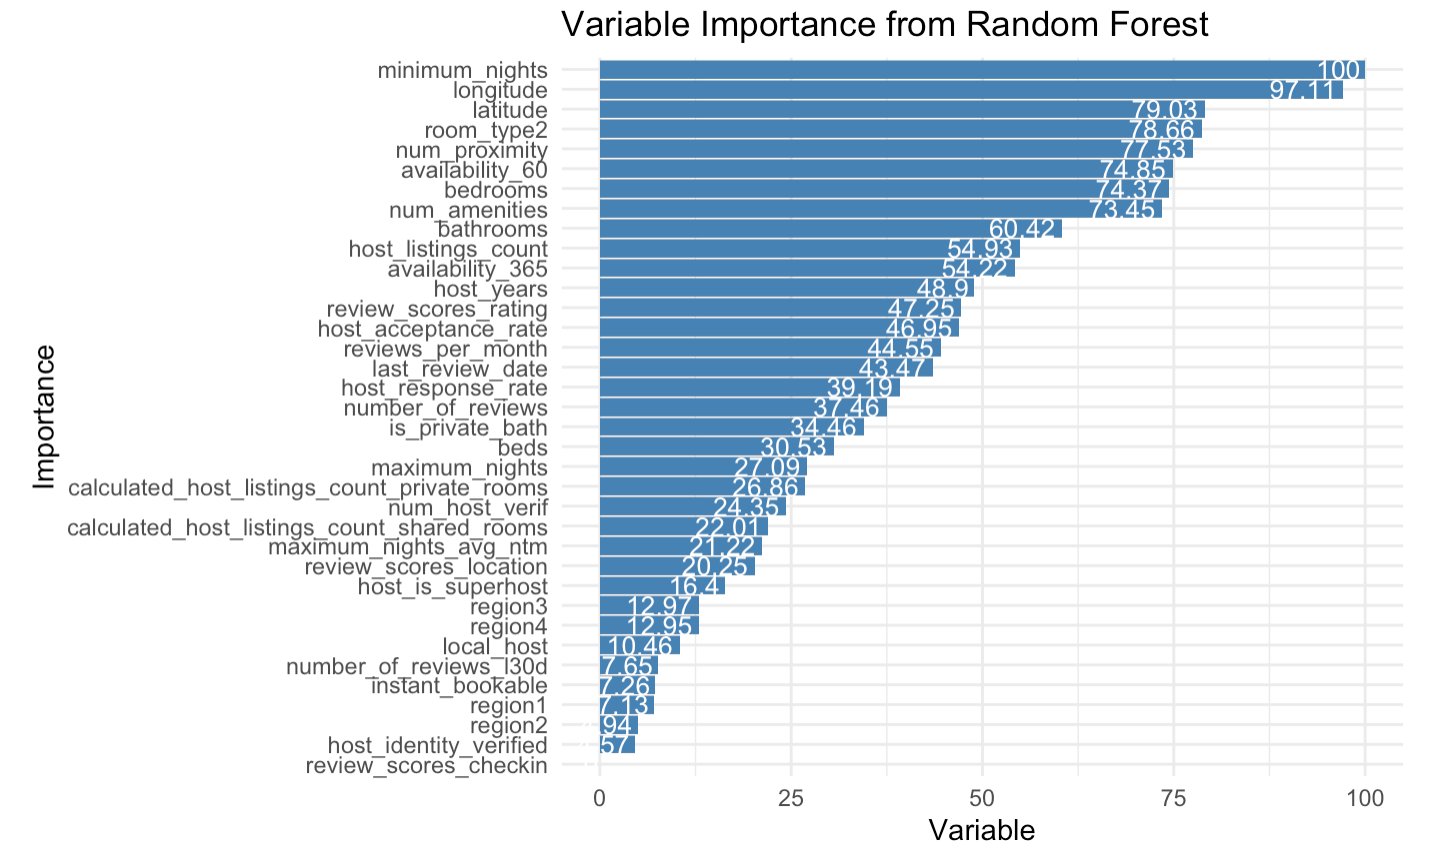 Variable Importance from Random Forest
minimum_nights 100
longitude 97.11
latitude 79.03
room_type2 78.66
num_proximity 77.53
availability_60 74.85
bedrooms 74.37
num_amenities 73.45
bathrooms 60.42
host_listings_count 54.93
availability_365 54.22
host_years 48.9
review_scores_rating 47.25
host_acceptance_rate 46.95
reviews_per_month 44.55
last_review_date 43.47
host_response_rate 39.19
number_of_reviews 37.46
is_private_bath 34.46
beds 30.53
maximum_nights 27.09
calculated_host_listings_count_private_rooms 26.86
num_host_verif 24.35
calculated_host_listings_count_shared_rooms 22.01
maximum_nights_avg_ntm 21.22
review_scores_location 20.25
host_is_superhost 16.4
region3 12.97
region4 12.95
local_host 10.46
number_of_reviews_l30d 7.65
instant_bookable 7.26
region1 7.13
region2
host_identity_verified
review_scores_checkin
0 25 50 75 100
Variable
Importance